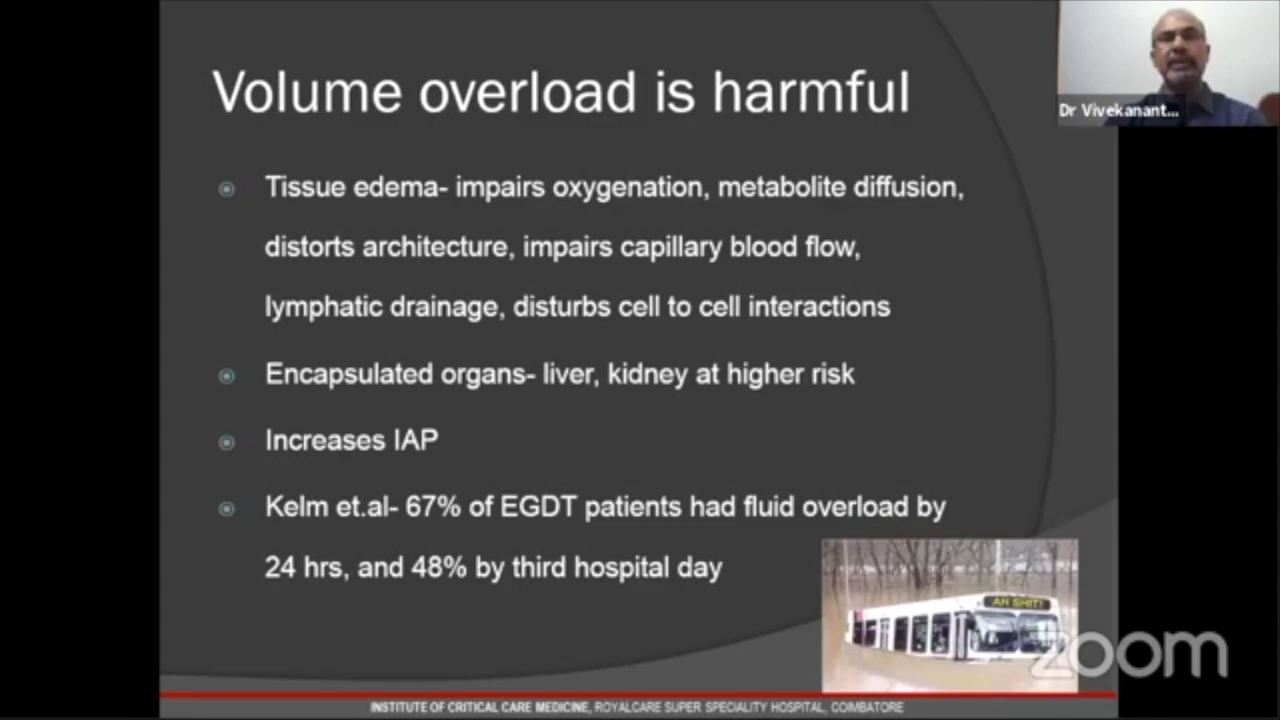 Volume overload is harmful
Dr Vivekanant...
Tissue edema- impairs oxygenation, metabolite diffusion,
distorts architecture, impairs capillary blood flow,
lymphatic drainage, disturbs cell to cell interactions
Encapsulated organs- liver, kidney at higher risk
Increases IAP
Kelm et.al- 67% of EGDT patients had fluid overload by
24 hrs, and 48% by third hospital day
AH SHIT!
zoom
INSTITUTE OF CRITICAL CARE MEDICINE, ROYALCARE SUPER SPECIALITY HOSPITAL, COIMBATORE